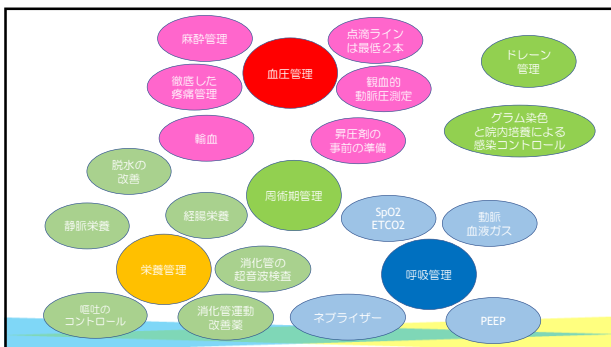 麻酔管理
点滴ライン
は最低２本
ドレーン
管理
血圧管理
徹底した
疼痛管理
観血的
動脈圧測定
グラム染色
と院内培養による
感染コントロール
輸血
昇圧剤の
事前の準備
脱水の
改善
周術期管理
経腸栄養
SpO2
ETCO2
動脈
血液ガス
静脈栄養
栄養管理
消化管の
超音波検査
呼吸管理
嘔吐の
コントロール
消化管運動
改善薬
ネブライザー
PEEP